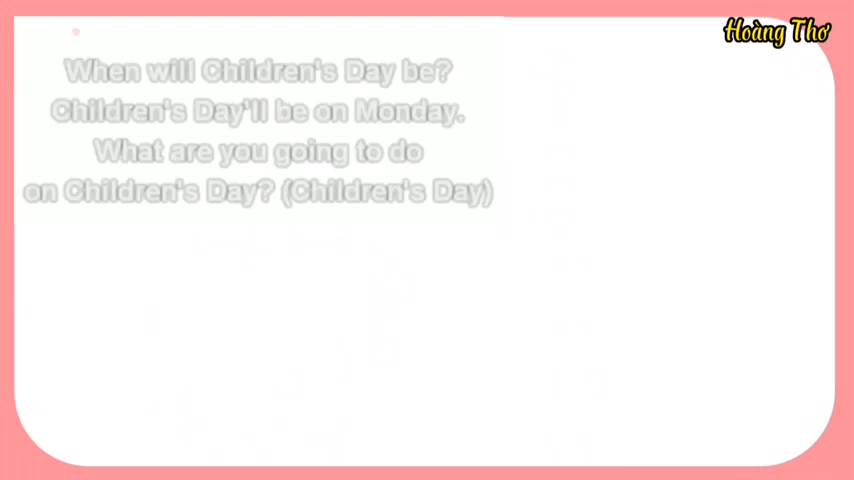 Hoàng Thơ
When will Children's Day be?
Children's Day'll be on Monday.
What are you going to do
on Children's Day? (Children's Day)